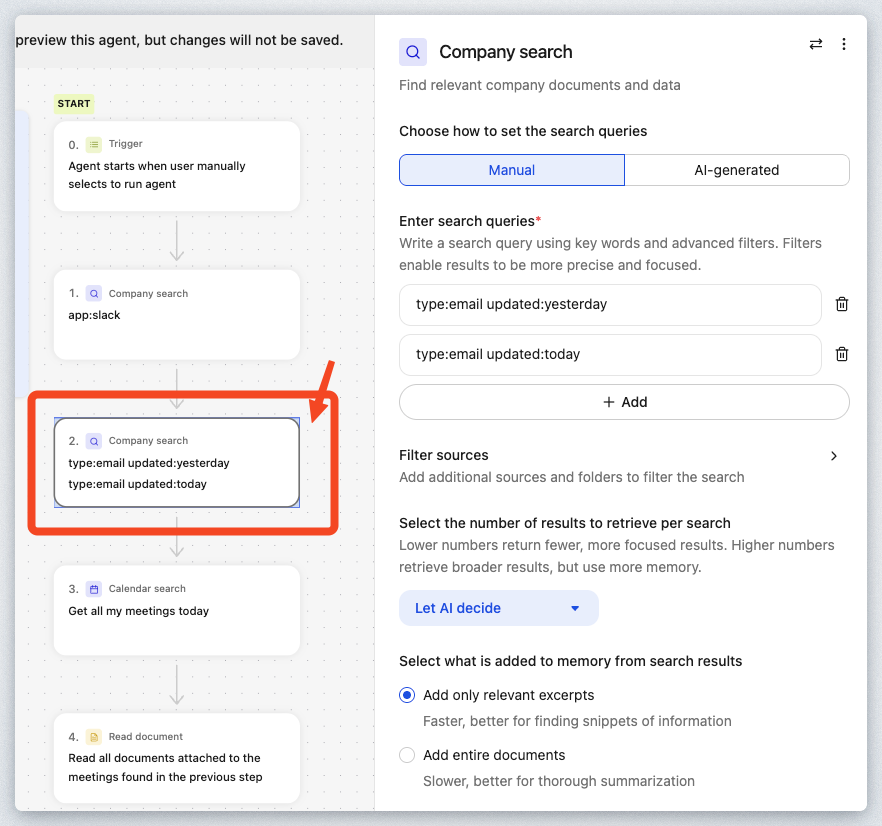 preview this agent, but changes will not be saved.
START
0. Trigger
Agent starts when user manually
selects to run agent
1. Company search
app:slack
2. Company search
type:email updated:yesterday
type:email updated:today
3. Calendar search
Get all my meetings today
4. Read document
Read all documents attached to the
meetings found in the previous step
Company search
Find relevant company documents and data
Choose how to set the search queries
Manual
AI-generated
Enter search queries*
Write a search query using key words and advanced filters. Filters
enable results to be more precise and focused.
type:email updated:yesterday
type:email updated:today
+ Add
Filter sources
Add additional sources and folders to filter the search
Select the number of results to retrieve per search
Lower numbers return fewer, more focused results. Higher numbers
retrieve broader results, but use more memory.
Let AI decide
Select what is added to memory from search results
Add only relevant excerpts
Faster, better for finding snippets of information
Add entire documents
Slower, better for thorough summarization